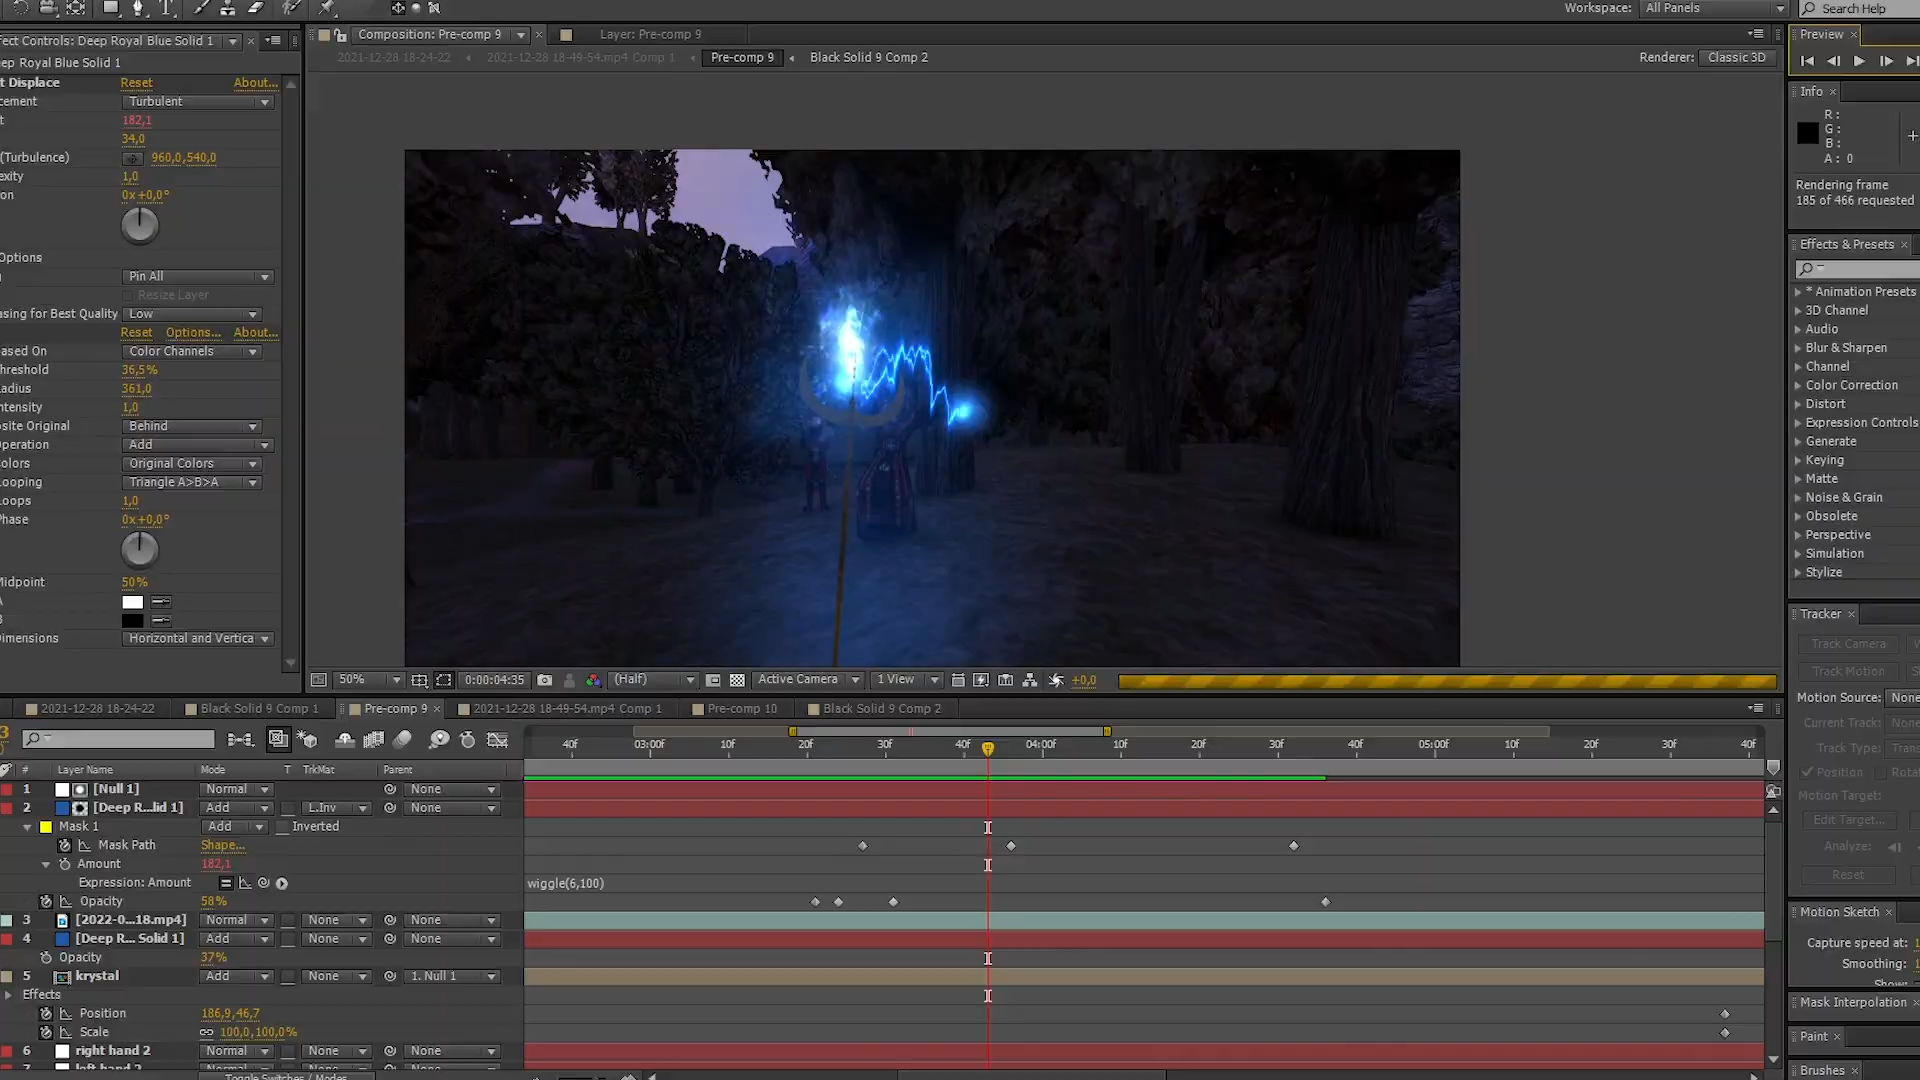 Workspace: All Panels Search Help
fect Controls: Deep Royal Blue Solid 1
Composition: Pre-comp 9
Layer: Pre-comp 9
Preview
eep Royal Blue Solid 1
2021-12-28 18-24-22 2021-12-28 18-49-54.mp4 Comp 1 Pre-comp 9 Black Solid 9 Comp 2
Renderer: Classic 3D
t Displace Reset About...
cement Turbulent
t 182,1
34,0
(Turbulence) 960,0,540,0
exity 1,0
on 0x+0,0°
Options
Pin All
Resize Layer
asing for Best Quality Low
Reset Options... About...
ased On Color Channels
hreshold 36,5%
adius 361,0
ntensity 1,0
site Original Behind
peration Add
olors Original Colors
ooping Triangle A>B>A
oops 1,0
Phase 0x+0,0°
Midpoint 50%
imensions Horizontal and Vertica
Info
R:
G:
B:
A: 0
Rendering frame
185 of 466 requested
Effects & Presets
* Animation Presets
3D Channel
Audio
Blur & Sharpen
Channel
Color Correction
Distort
Expression Controls
Generate
Keying
Matte
Noise & Grain
Obsolete
Perspective
Simulation
Stylize
Tracker
Track Camera
Track Motion
Motion Source: None
Current Track:
Track Type:
Position
Motion Target:
Edit Target...
Analyze:
Reset
Motion Sketch
Capture speed at:
Smoothing:
Mask Interpolation
Paint
Brushes
50% 0:00:04:35 (Half) Active Camera 1 View +0,0
2021-12-28 18-24-22 Black Solid 9 Comp 1 Pre-comp 9 2021-12-28 18-49-54.mp4 Comp 1 Pre-comp 10 Black Solid 9 Comp 2
40f 03:00f 10f 20f 30f 40f 04:00f 10f 20f 30f 40f 05:00f 10f 20f 30f 40f
# Layer Name Mode T TrkMat Parent
1 [Null 1] Normal None
2 [Deep R...lid 1] Add L.Inv None
Mask 1 Add Inverted
Mask Path Shape...
Amount 182,1
Expression: Amount wiggle(6,100)
Opacity 58%
3 [2022-0...18.mp4] Normal None None
4 [Deep R... Solid 1] Add None None
Opacity 37%
5 krystal Add None 1. Null 1
Effects
Position 186,9,46,7
Scale 100,0,100,0%
6 right hand 2 Normal None None